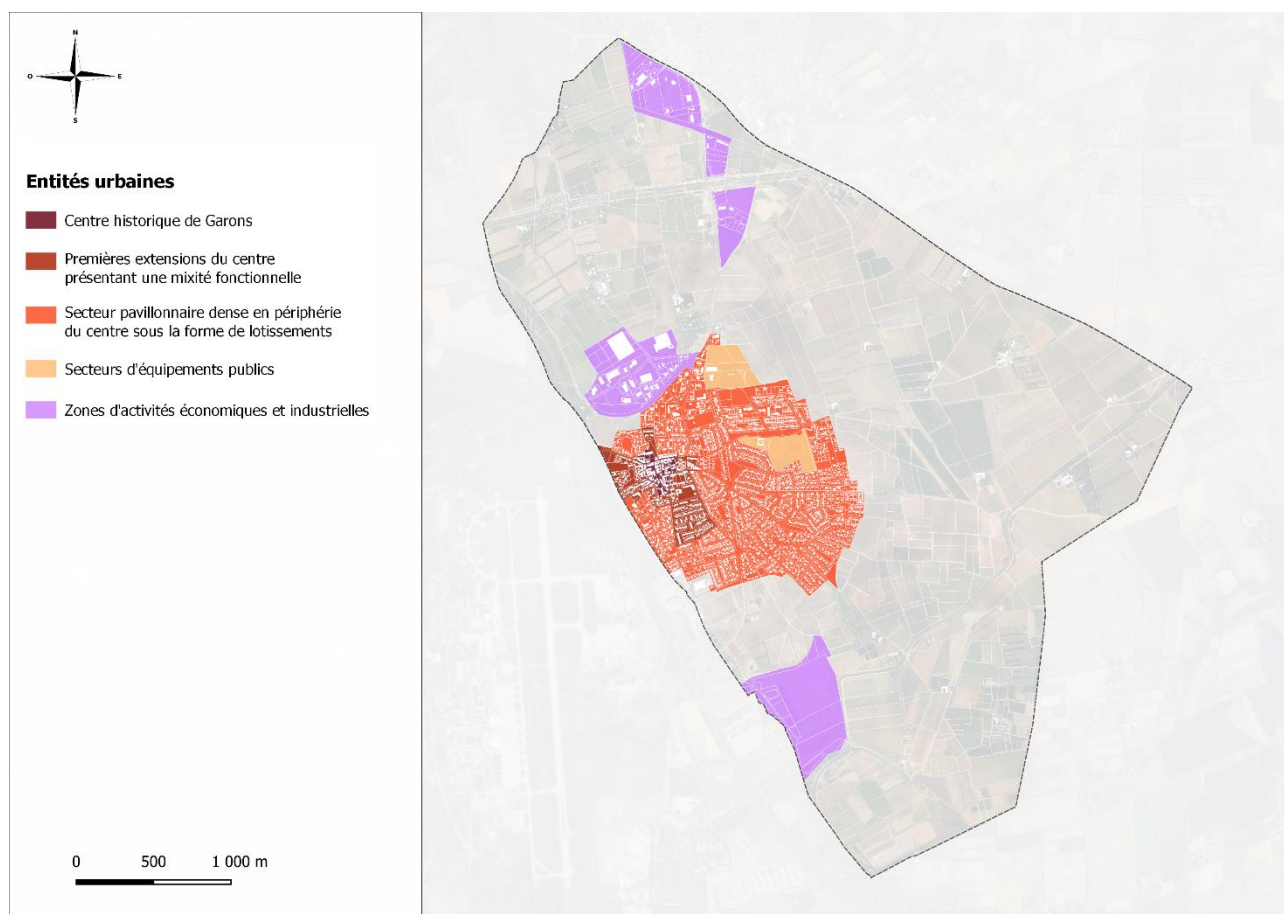 N
O
E
S
Entités urbaines
Centre historique de Garons
Premières extensions du centre
présentant une mixité fonctionnelle
Secteur pavillonnaire dense en périphérie
du centre sous la forme de lotissements
Secteurs d'équipements publics
Zones d'activités économiques et industrielles
0 500 1 000 m